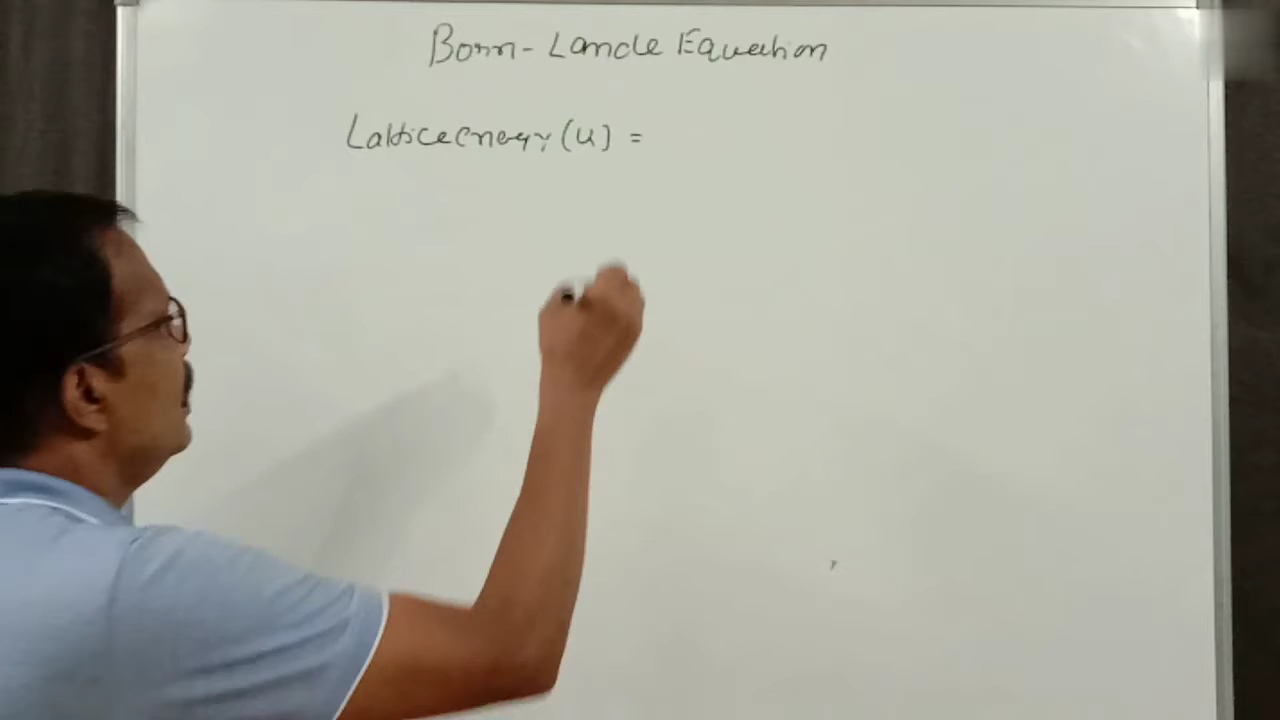 Born-Lande Equation
Lattice energy (U) =